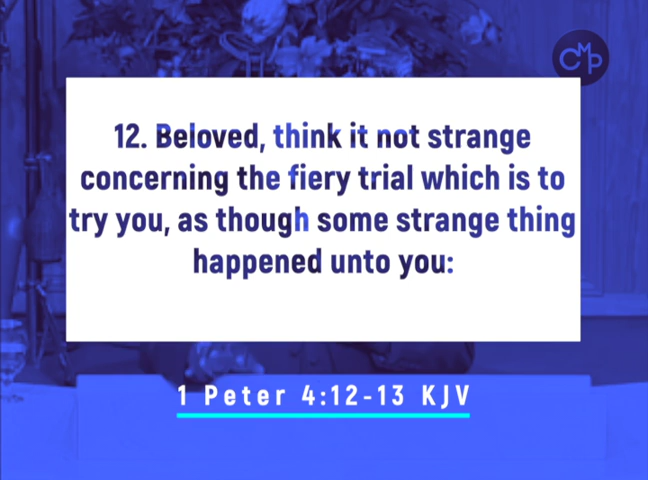 CMP
12. Beloved, think it not strange
concerning the fiery trial which is to
try you, as though some strange thing
happened unto you:
1 Peter 4:12-13 KJV